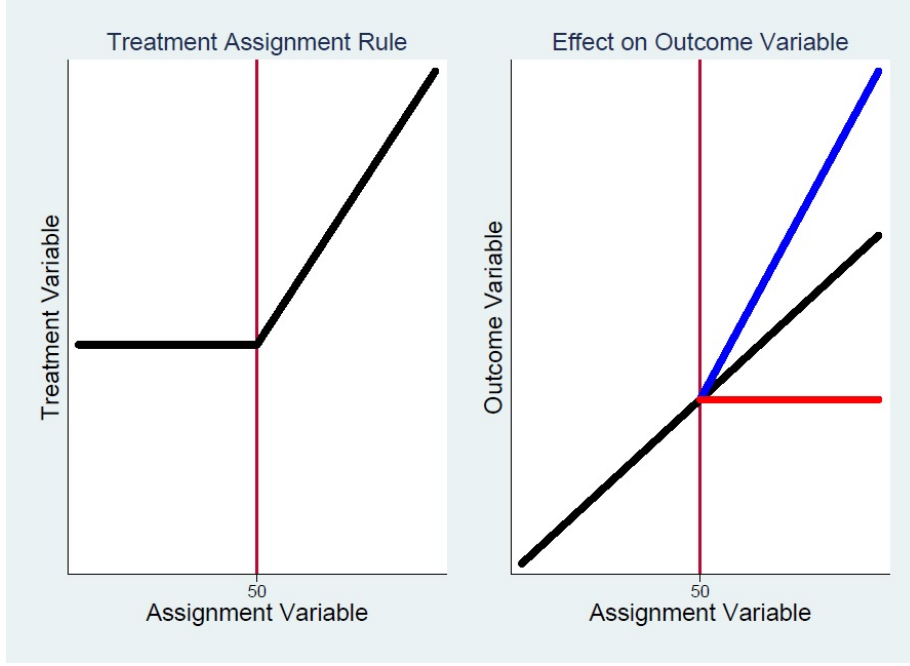 Treatment Assignment Rule
Treatment Variable
50
Assignment Variable
Effect on Outcome Variable
Outcome Variable
50
Assignment Variable